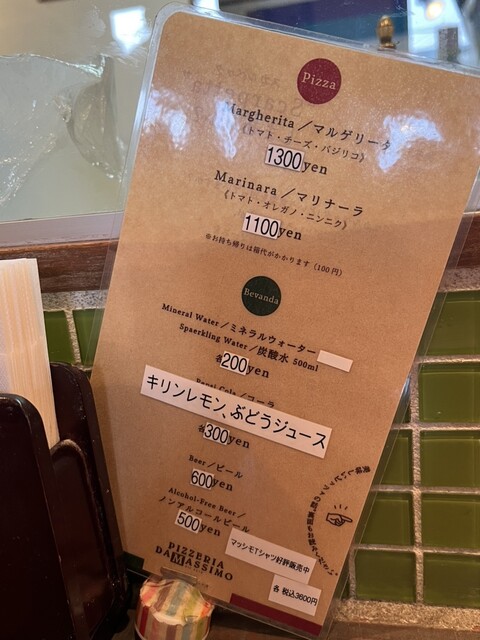 Pizza
Margherita／マルゲリータ
《トマト・チーズ・バジリコ》
1300yen
Marinara／マリナーラ
《トマト・オレガノ・ニンニク》
1100yen
※お持ち帰りは箱代がかかります（100円）
Bevanda
Mineral Water／ミネラルウォーター
Spaerkling Water／炭酸水 500ml
各200yen
Pepsi Cola／コーラ
キリンレモン、ぶどうジュース
各300yen
Beer／ビール
600yen
Alcohol-Free Beer／
ノンアルコールビール
500yen
PIZZERIA
DA MASSIMO
マッシモTシャツ好評販売中
各 税込3600円